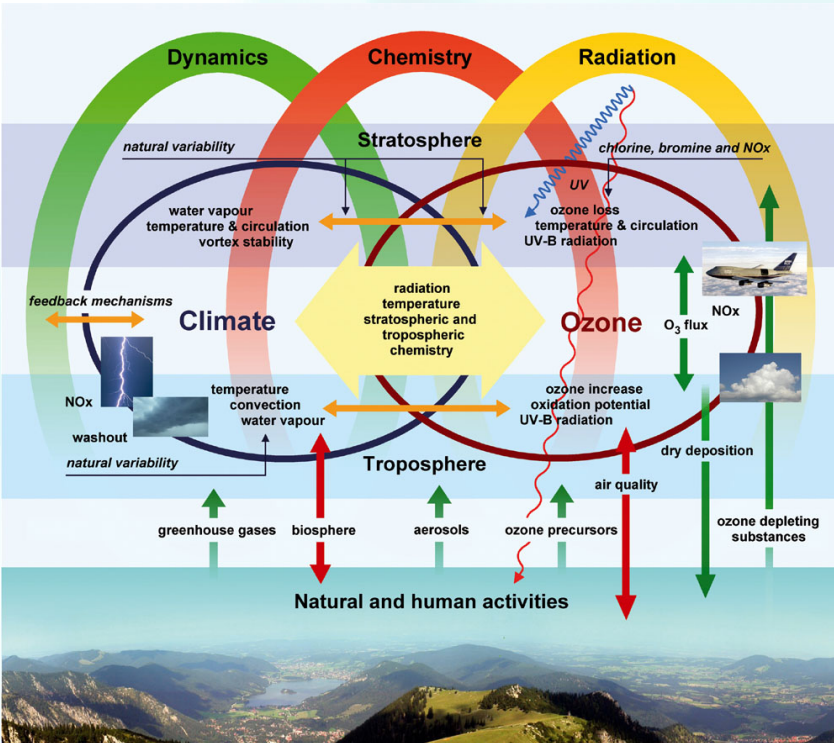 Dynamics
Chemistry
Radiation
natural variability
Stratosphere
chlorine, bromine and NOx
UV
water vapour
temperature & circulation
vortex stability
ozone loss
temperature & circulation
UV-B radiation
feedback mechanisms
Climate
radiation
temperature
stratospheric and
tropospheric
chemistry
Ozone
O3 flux
NOx
NOx
washout
temperature
convection
water vapour
ozone increase
oxidation potential
UV-B radiation
natural variability
Troposphere
air quality
dry deposition
greenhouse gases
biosphere
aerosols
ozone precursors
ozone depleting
substances
Natural and human activities